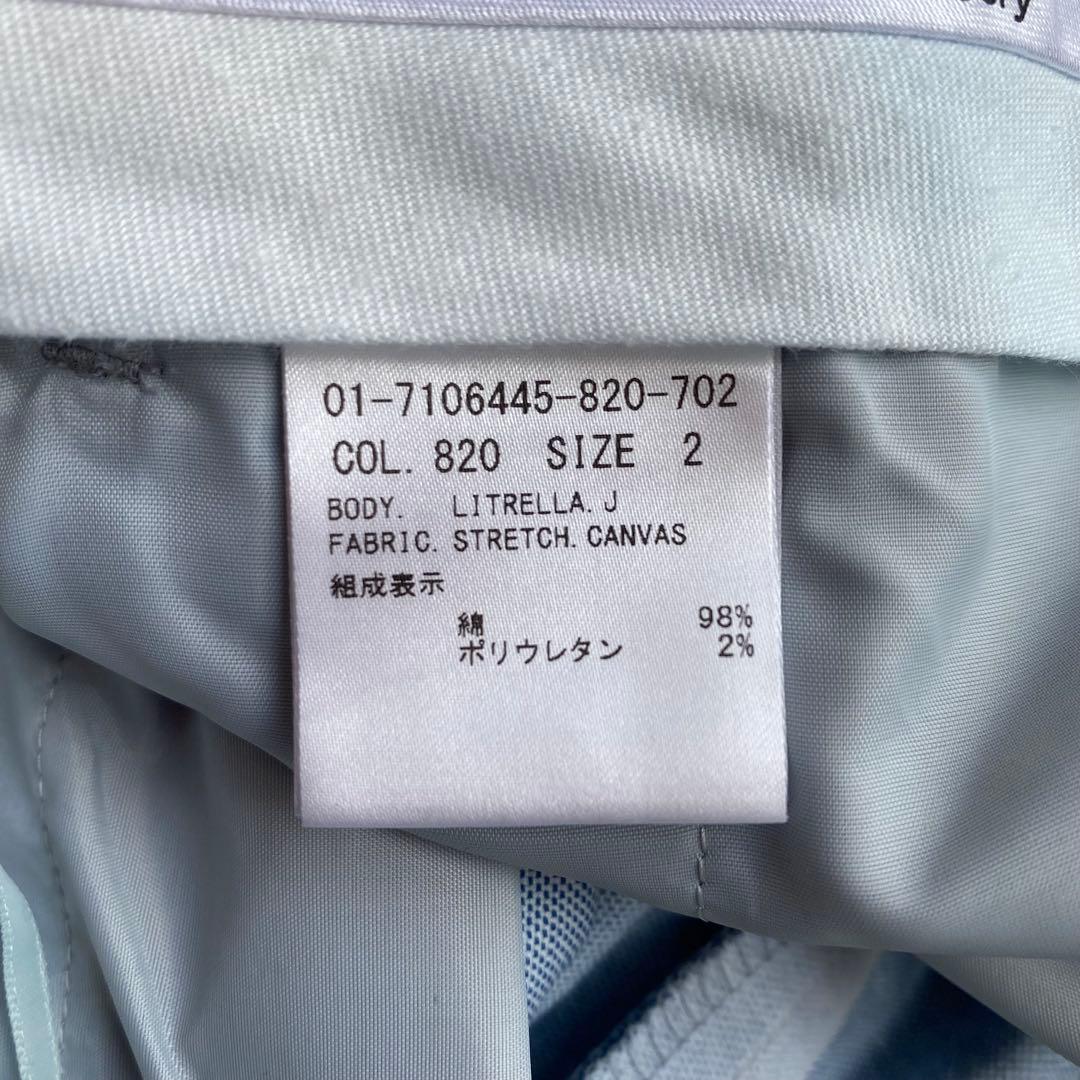 01-7106445-820-702
COL. 820 SIZE 2
BODY. LITRELLA. J
FABRIC. STRETCH. CANVAS
組成表示
綿 98%
ポリウレタン 2%